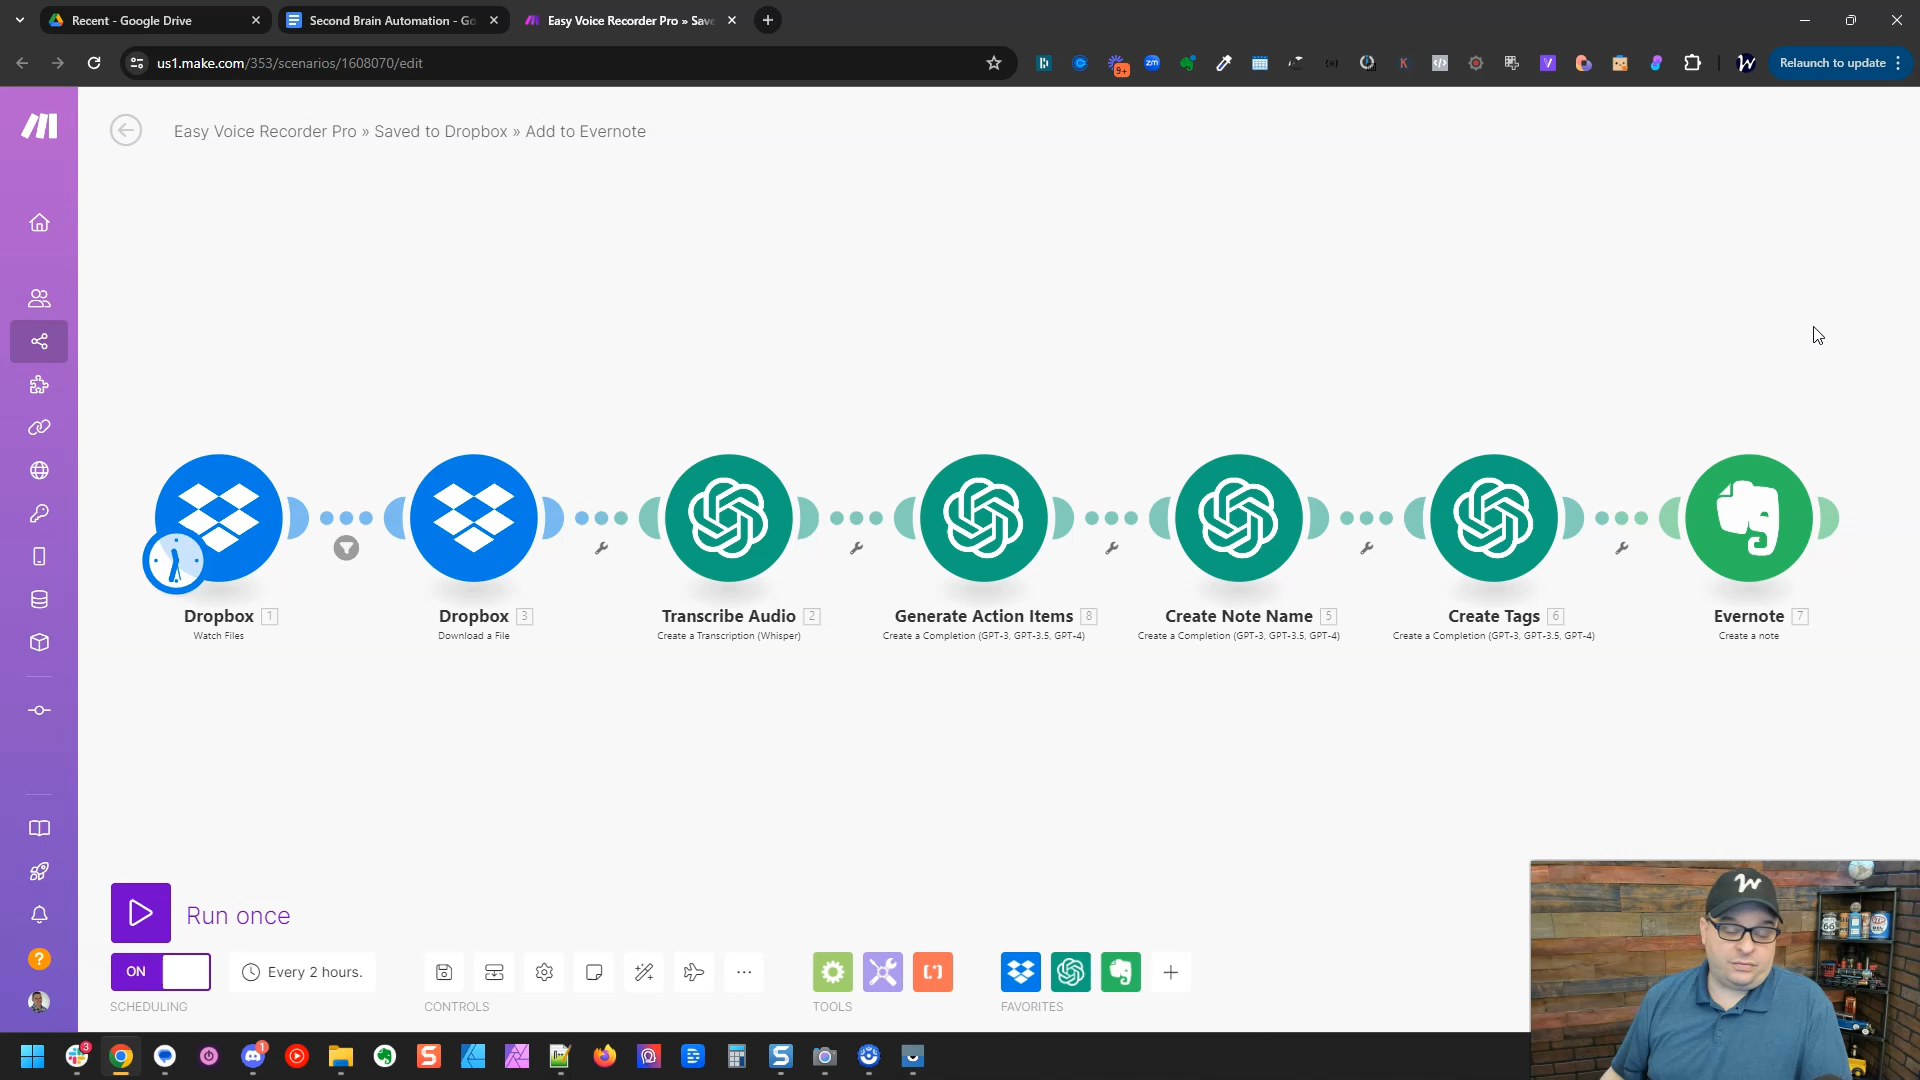 Recent - Google Drive
Second Brain Automation - Go
Easy Voice Recorder Pro » Save
us1.make.com/353/scenarios/1608070/edit
9+
zm
Relaunch to update
Easy Voice Recorder Pro » Saved to Dropbox » Add to Evernote
Dropbox 1
Watch Files
Dropbox 3
Download a File
Transcribe Audio 2
Create a Transcription (Whisper)
Generate Action Items 8
Create a Completion (GPT-3, GPT-3.5, GPT-4)
Create Note Name 5
Create a Completion (GPT-3, GPT-3.5, GPT-4)
Create Tags 6
Create a Completion (GPT-3, GPT-3.5, GPT-4)
Evernote 7
Create a note
Run once
ON
Every 2 hours.
SCHEDULING
CONTROLS
TOOLS
FAVORITES
3
1